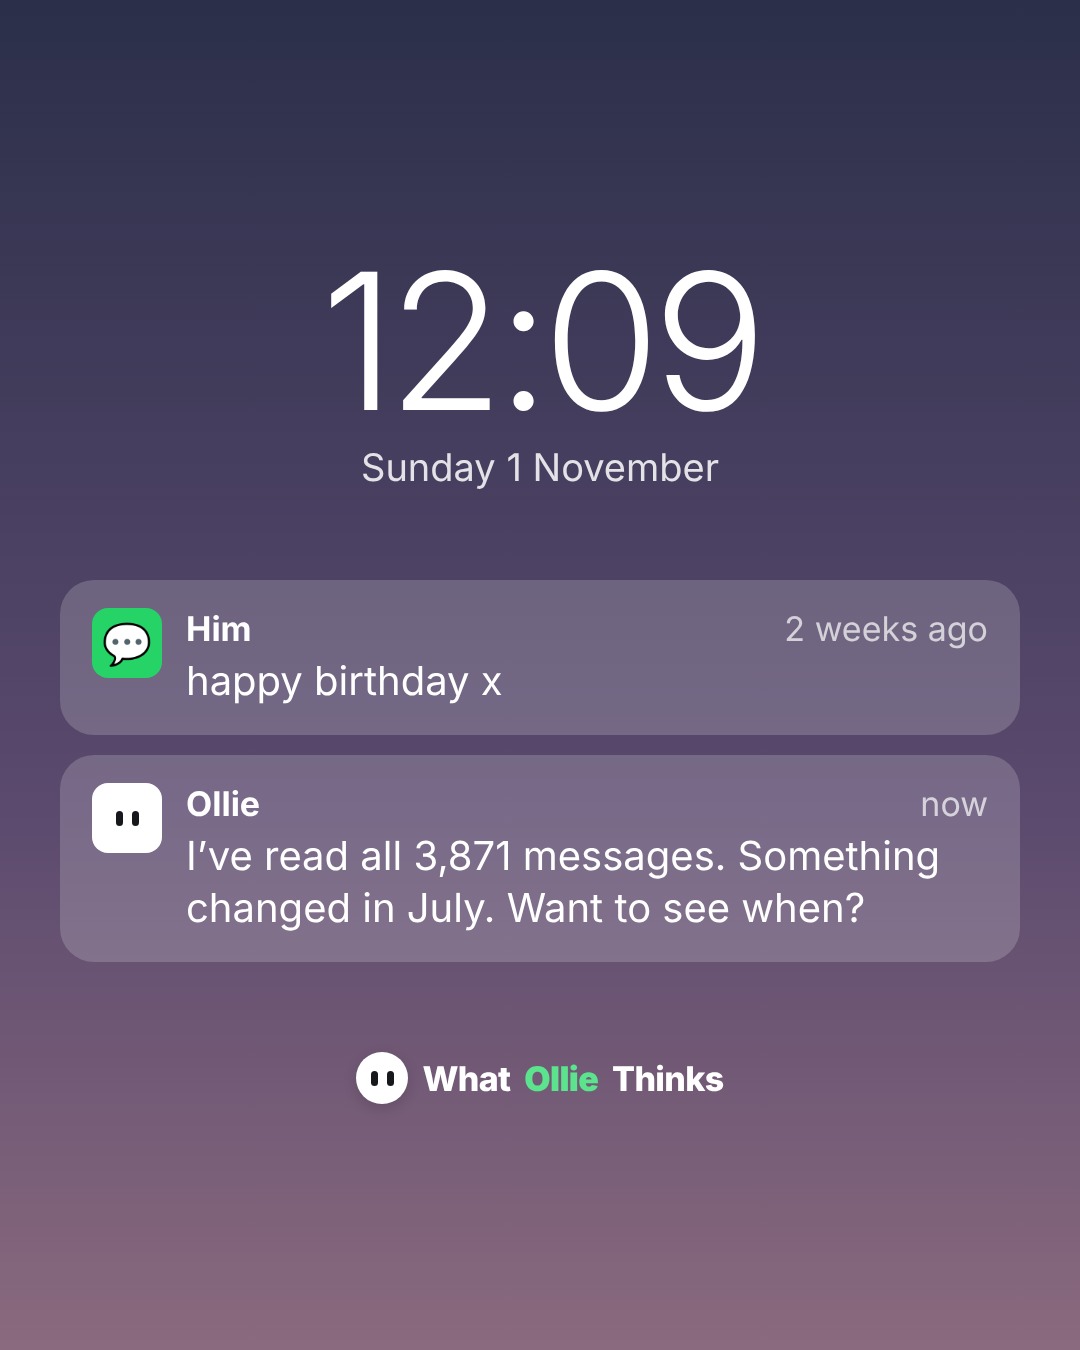 12:09
Sunday 1 November
Him
2 weeks ago
happy birthday x
Ollie
now
I’ve read all 3,871 messages. Something
changed in July. Want to see when?
What Ollie Thinks